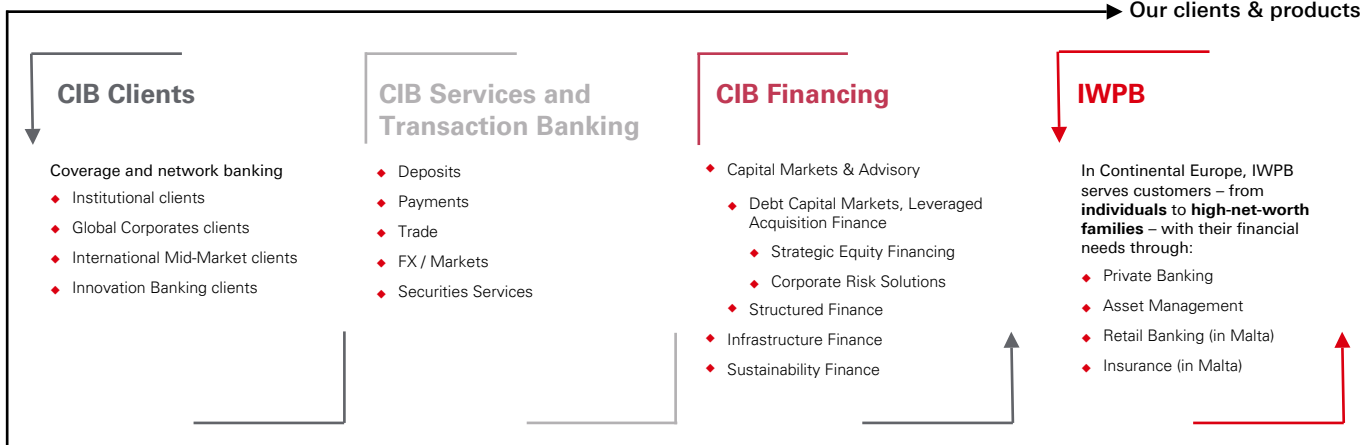 Our clients & products
CIB Clients
Coverage and network banking
Institutional clients
Global Corporates clients
International Mid-Market clients
Innovation Banking clients
CIB Services and
Transaction Banking
Deposits
Payments
Trade
FX / Markets
Securities Services
CIB Financing
Capital Markets & Advisory
Debt Capital Markets, Leveraged
Acquisition Finance
Strategic Equity Financing
Corporate Risk Solutions
Structured Finance
Infrastructure Finance
Sustainability Finance
IWPB
In Continental Europe, IWPB
serves customers – from
individuals to high-net-worth
families – with their financial
needs through:
Private Banking
Asset Management
Retail Banking (in Malta)
Insurance (in Malta)